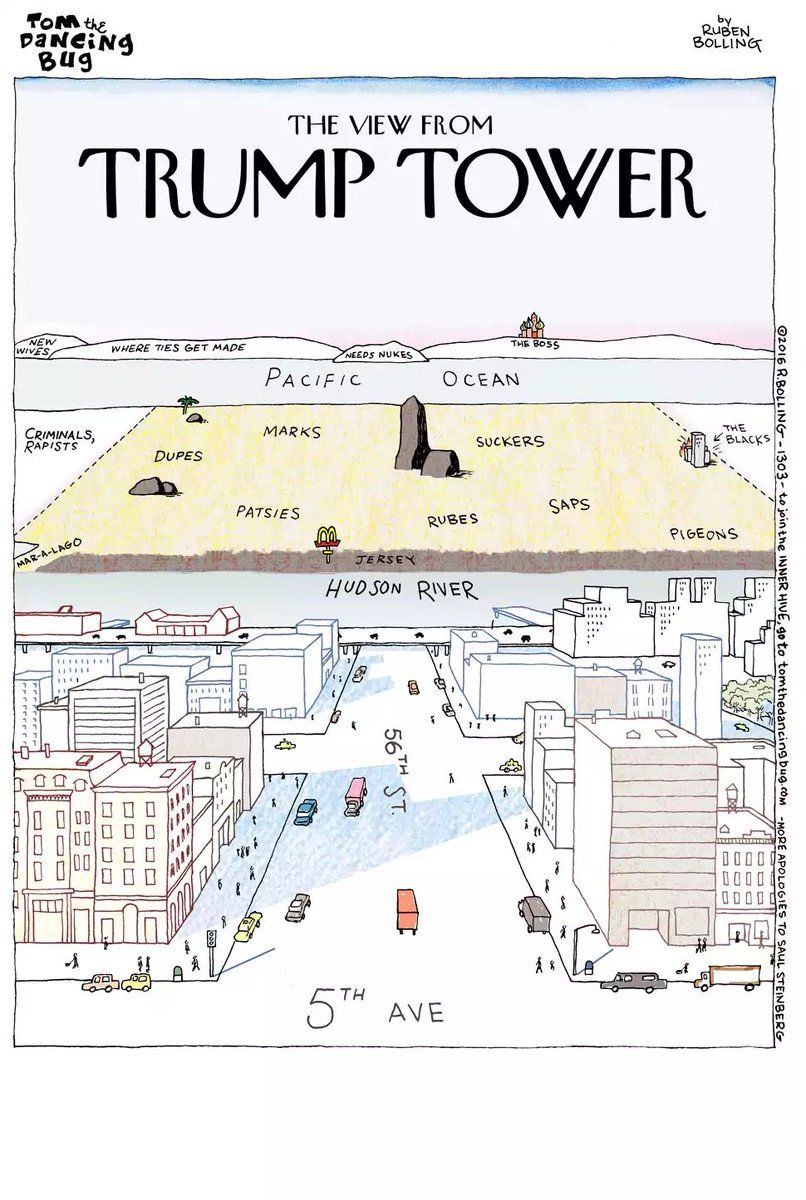 TOM the
DANCING
BUG
by
RUBEN
BOLLING
THE VIEW FROM
TRUMP TOWER
NEW
WIVES
WHERE TIES GET MADE
NEEDS NUKES
THE BOSS
PACIFIC OCEAN
CRIMINALS,
RAPISTS
MARKS
SUCKERS
THE
BLACKS
DUPES
PATSIES
RUBES
SAPS
PIGEONS
MAR-A-LAGO
JERSEY
HUDSON RIVER
56TH ST.
5TH AVE
©2016 R.BOLLING - 1303 - to join the INNER HIVE, go to tomthedancingbug.com - MORE APOLOGIES TO SAUL STEINBERG